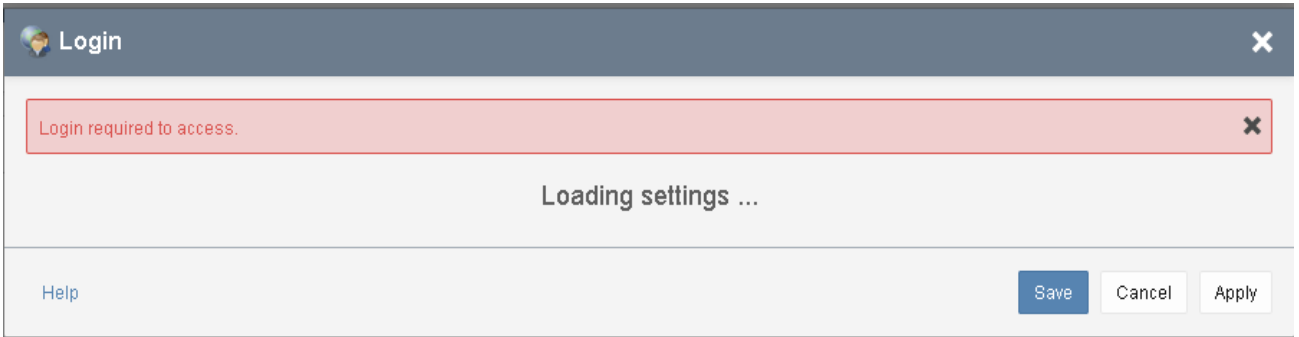 Login
Login required to access.
Loading settings ...
Help
Save
Cancel
Apply